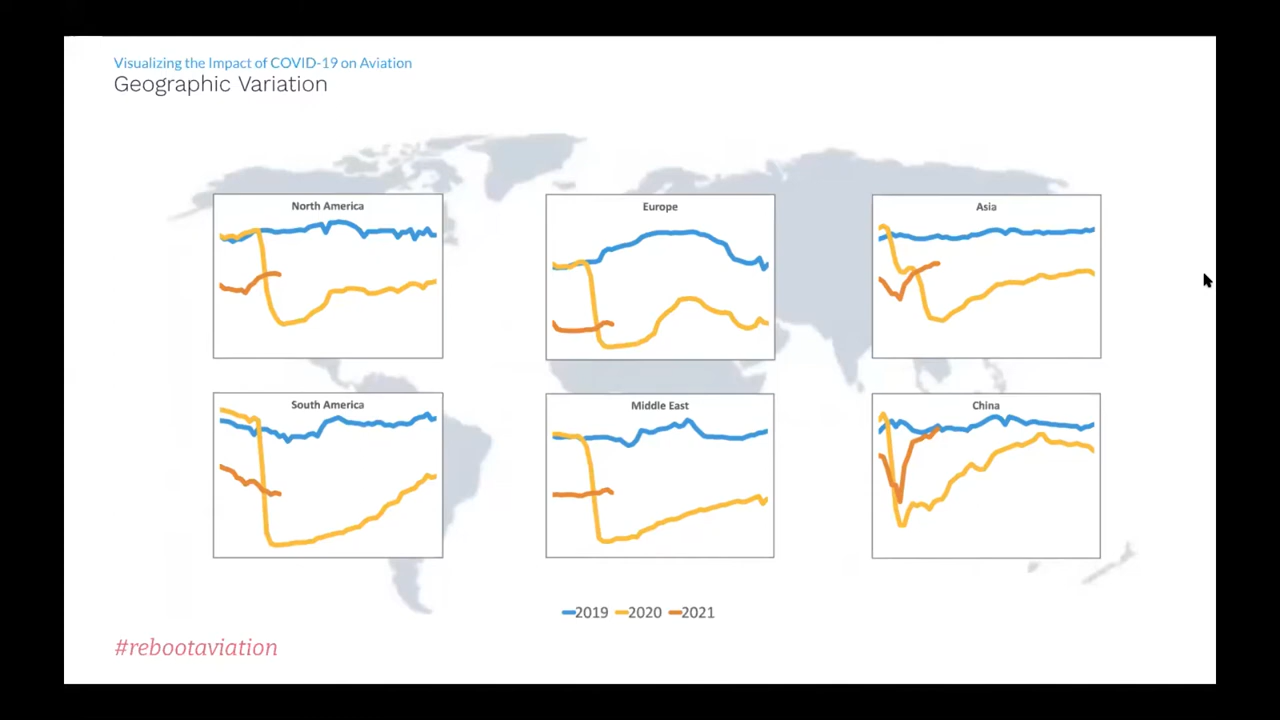 Visualizing the Impact of COVID-19 on Aviation
Geographic Variation
North America
Europe
Asia
South America
Middle East
China
2019 2020 2021
#rebootaviation